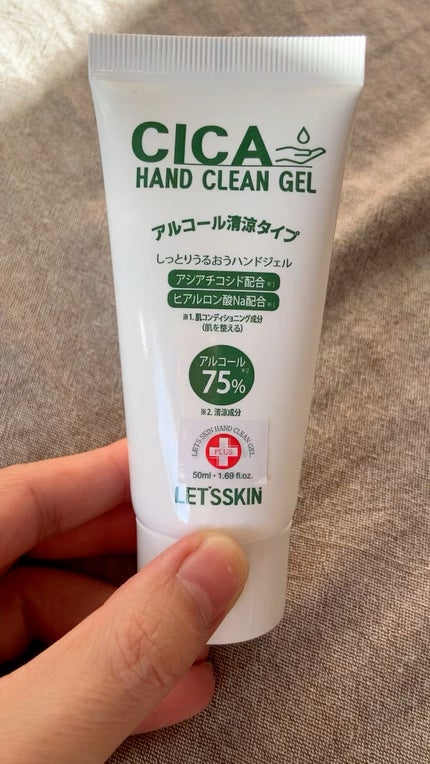 CICA
HAND CLEAN GEL
アルコール清涼タイプ
しっとりうるおうハンドジェル
アシアチコシド配合※1
ヒアルロン酸Na配合※1
※1.肌コンディショニング成分
(肌を整える)
アルコール
75%※2
※2.清涼成分
LET'S SKIN HAND CLEAN GEL
PLUS
50ml・1.69 fl.oz.
LET'SSKIN